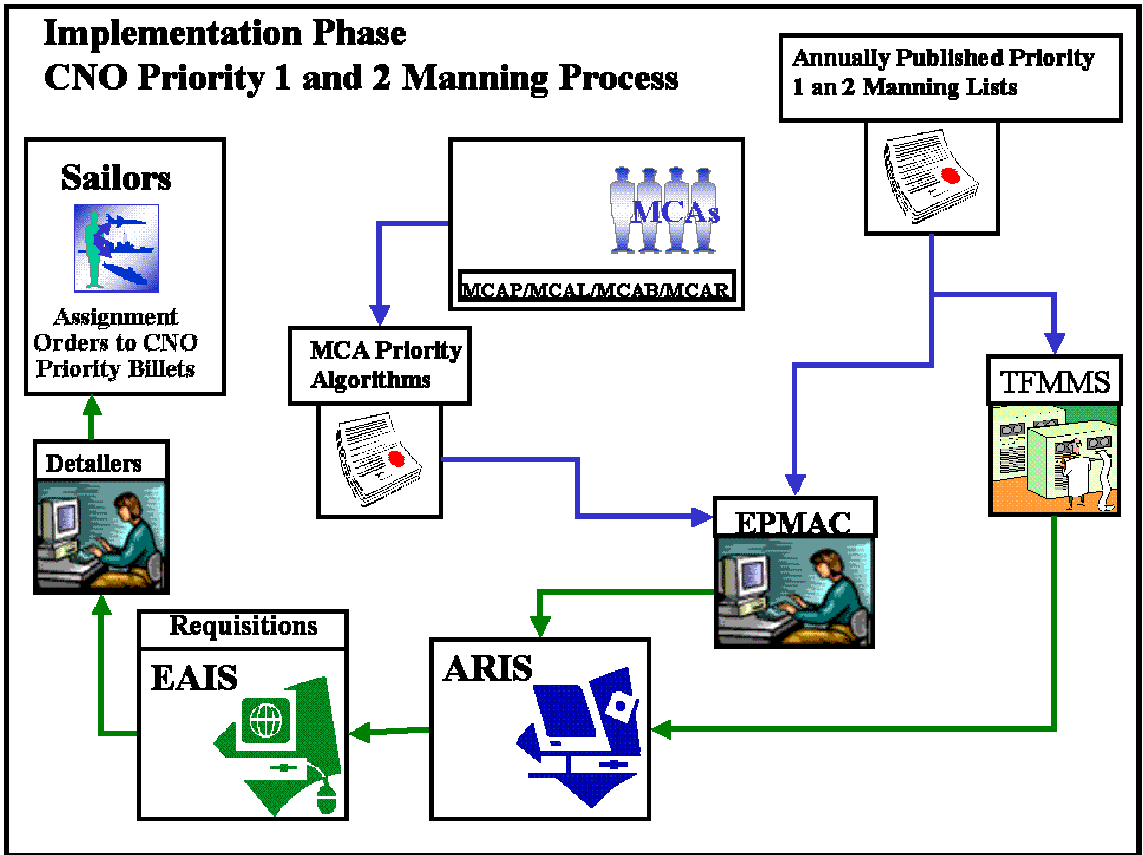 Implementation Phase
CNO Priority 1 and 2 Manning Process
Annually Published Priority
1 an 2 Manning Lists
Sailors
Assignment
Orders to CNO
Priority Billets
MCAs
MCAP/MCAL/MCAB/MCAR
MCA Priority
Algorithms
TFMMS
Detailers
EPMAC
Requisitions
EAIS
ARIS